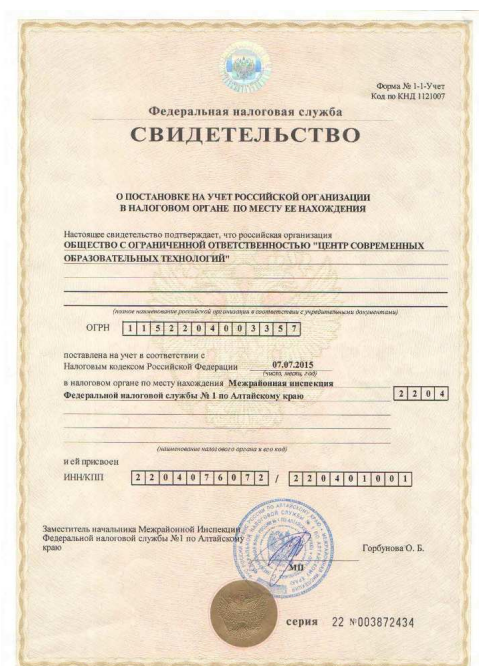 Форма № 1-1-Учет
Код по КНД 1121007
Федеральная налоговая служба
СВИДЕТЕЛЬСТВО
О ПОСТАНОВКЕ НА УЧЕТ РОССИЙСКОЙ ОРГАНИЗАЦИИ
В НАЛОГОВОМ ОРГАНЕ ПО МЕСТУ ЕЕ НАХОЖДЕНИЯ
Настоящее свидетельство подтверждает, что российская организация
ОБЩЕСТВО С ОГРАНИЧЕННОЙ ОТВЕТСТВЕННОСТЬЮ "ЦЕНТР СОВРЕМЕННЫХ
ОБРАЗОВАТЕЛЬНЫХ ТЕХНОЛОГИЙ"
(полное наименование российской организации в соответствии с учредительными документами)
ОГРН 1 1 5 2 2 0 4 0 0 3 3 5 7
поставлена на учет в соответствии с
Налоговым кодексом Российской Федерации 07.07.2015
(число, месяц, год)
в налоговом органе по месту нахождения Межрайонная инспекция
Федеральной налоговой службы № 1 по Алтайскому краю 2 2 0 4
(наименование налогового органа и его код)
и ей присвоен
ИНН/КПП 2 2 0 4 0 7 6 0 7 2 / 2 2 0 4 0 1 0 0 1
Заместитель начальника Межрайонной Инспекции
Федеральной налоговой службы №1 по Алтайскому
краю
Горбунова О. Б.
МП
серия 22 №003872434